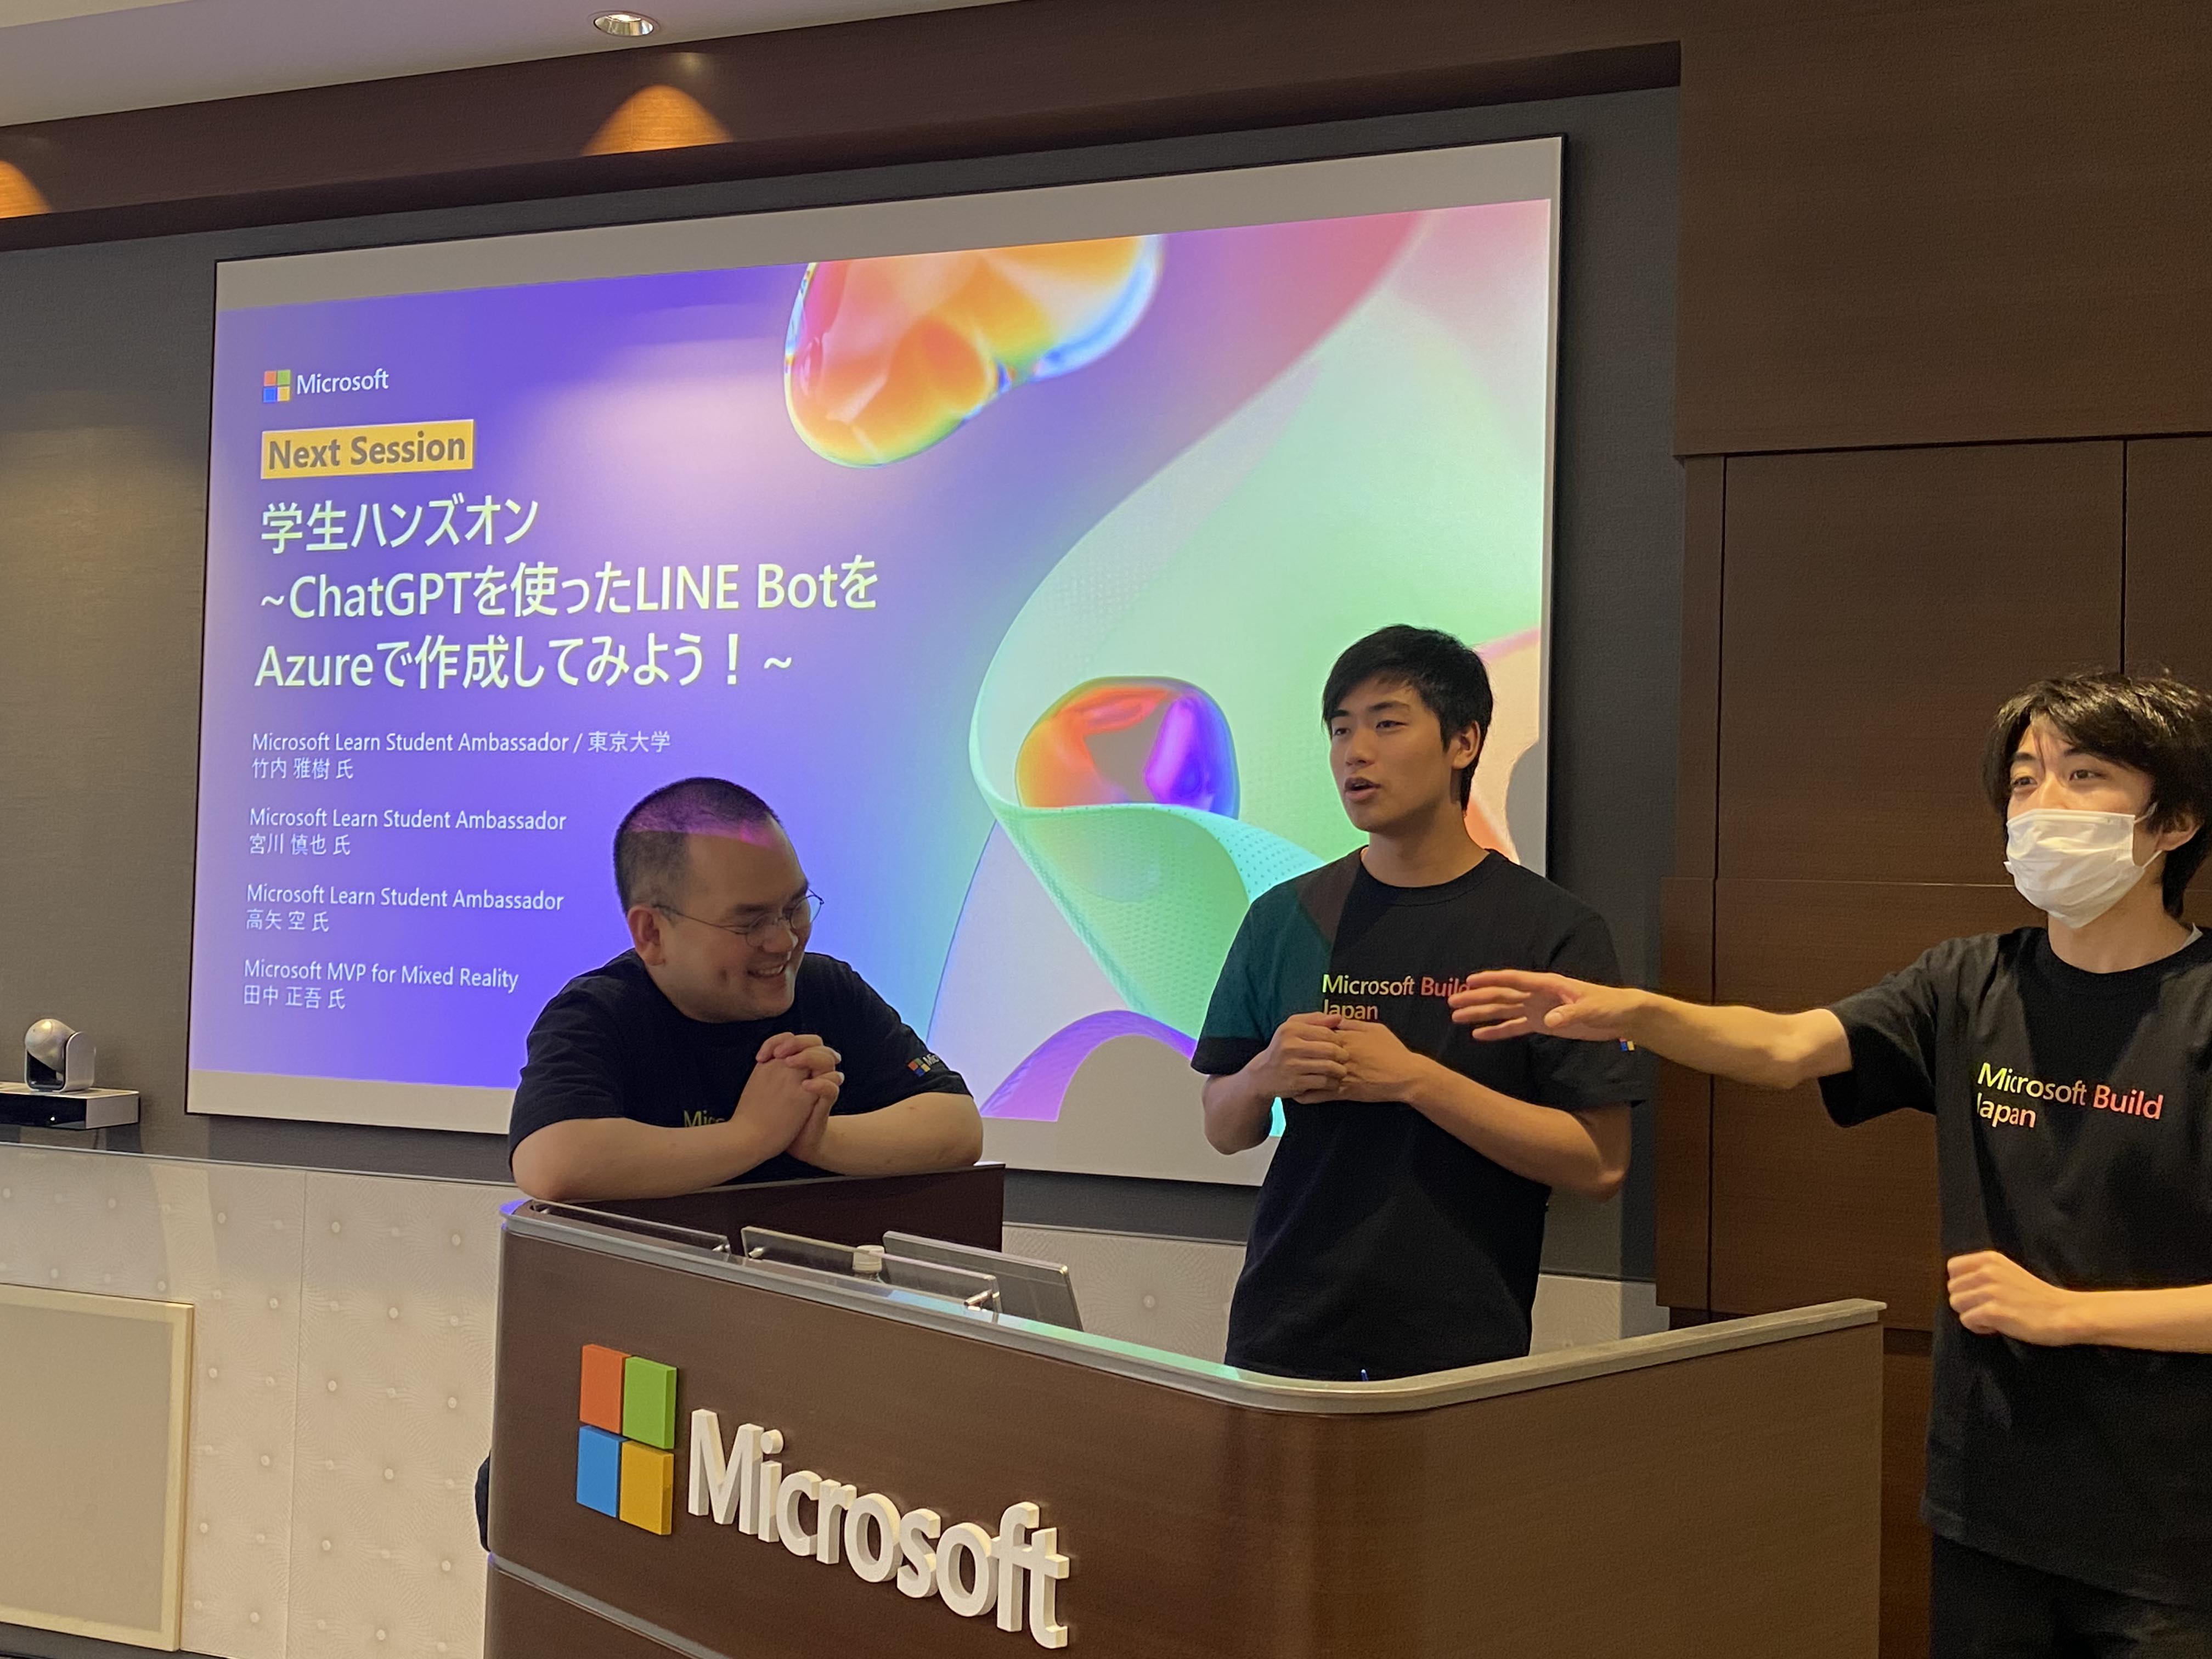 Microsoft
Next Session
学生ハンズオン
~ChatGPTを使ったLINE Botを
Azureで作成してみよう！~
Microsoft Learn Student Ambassador / 東京大学
竹内 雅樹 氏
Microsoft Learn Student Ambassador
宮川 慎也 氏
Microsoft Learn Student Ambassador
高矢 空 氏
Microsoft MVP for Mixed Reality
田中 正吾 氏
Microsoft Build
Japan
Microsoft Build
Japan
Microsoft